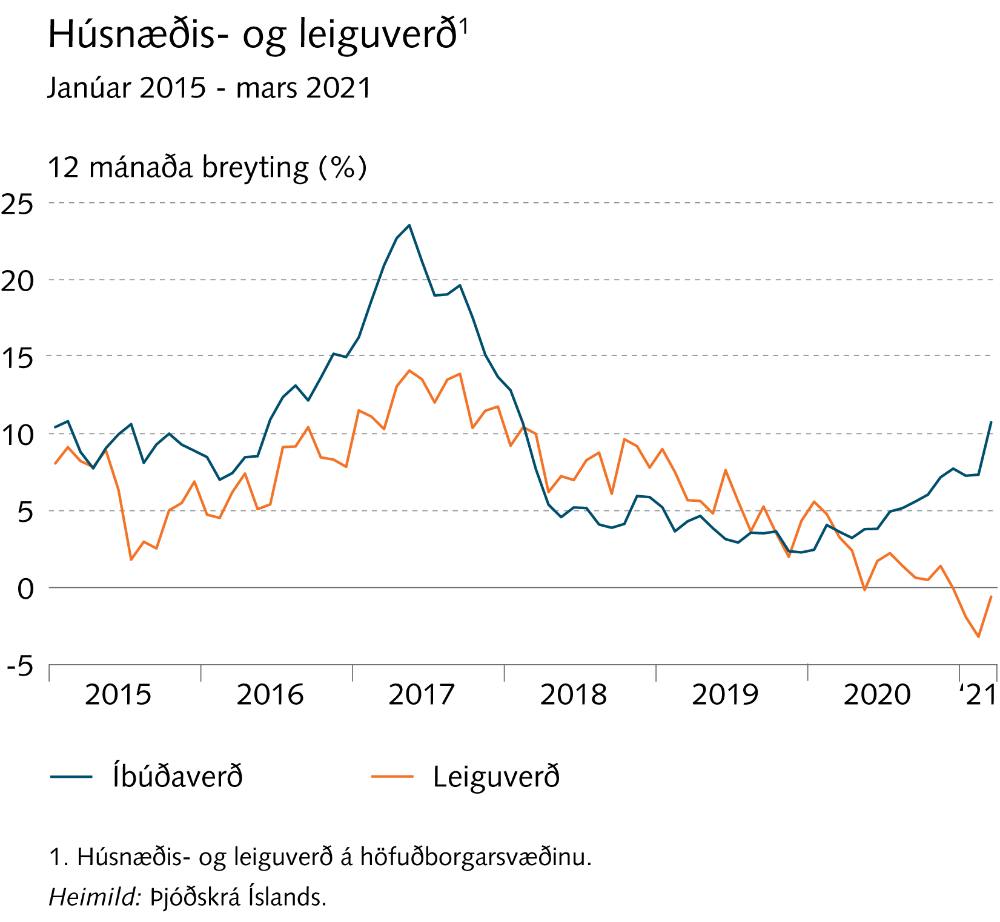 Húsnæðis- og leiguverð¹
Janúar 2015 - mars 2021
12 mánaða breyting (%)
25
20
15
10
5
0
-5
2015 2016 2017 2018 2019 2020 ‘21
Íbúðaverð Leiguverð
1. Húsnæðis- og leiguverð á höfuðborgarsvæðinu.
Heimild: Þjóðskrá Íslands.